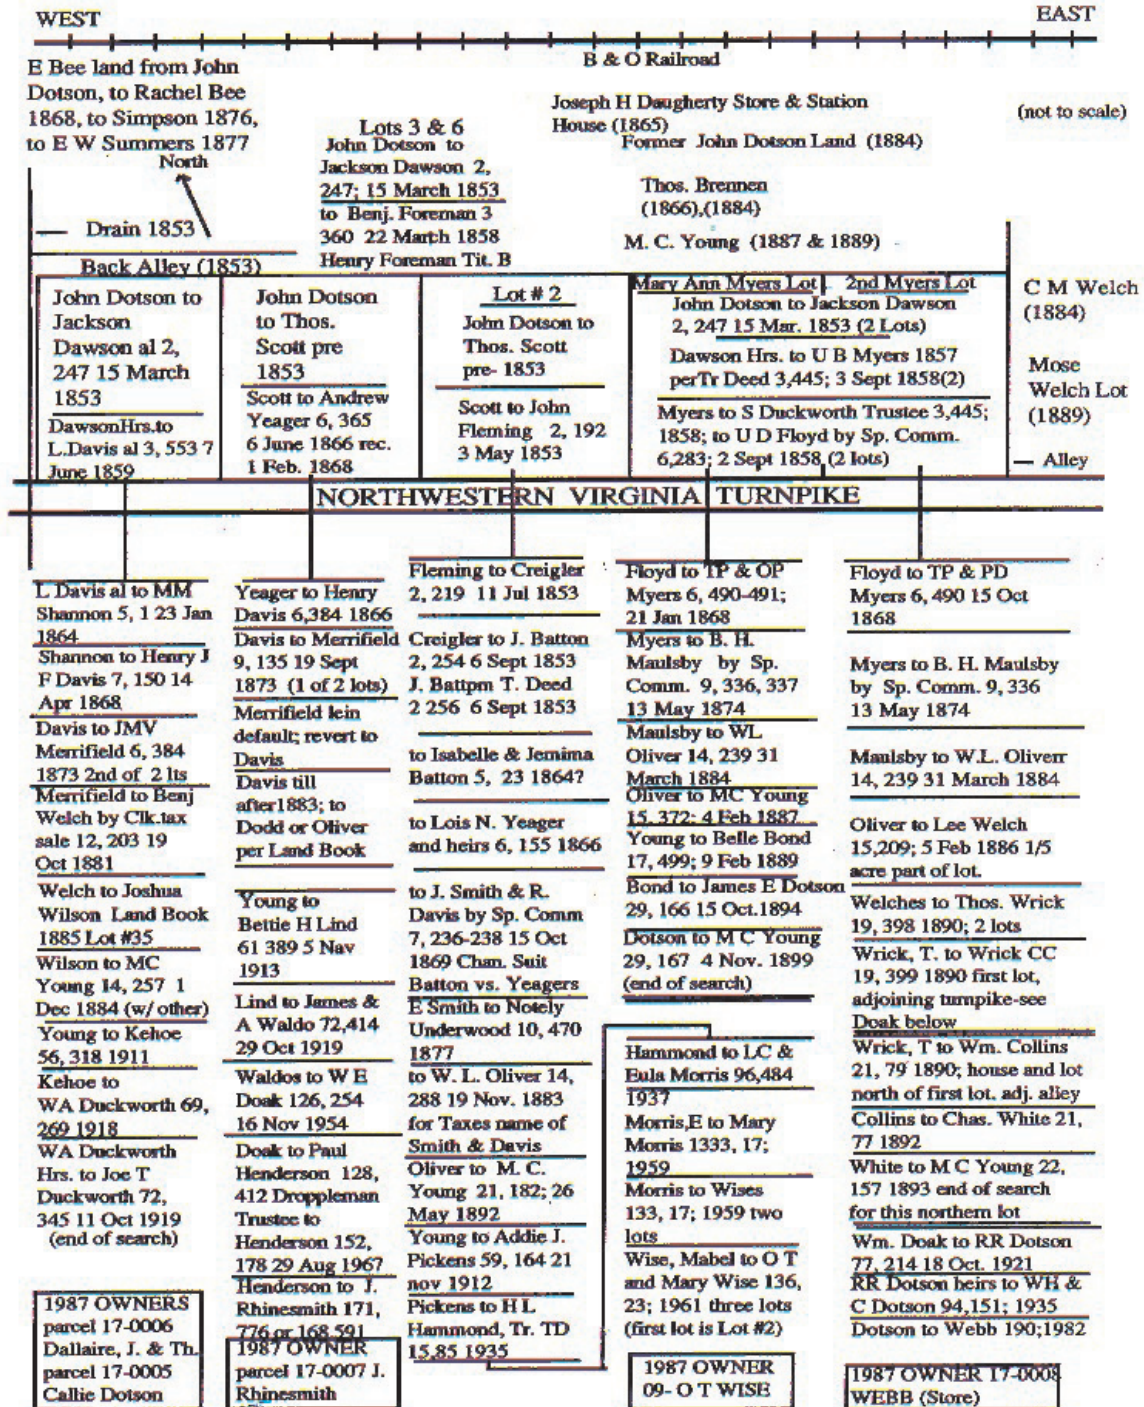 WEST
EAST
B & O Railroad
E Bee land from John
Dotson, to Rachel Bee
1868, to Simpson 1876,
to E W Summers 1877
North
Drain 1853
Back Alley (1853)
Lots 3 & 6
John Dotson to
Jackson Dawson 2,
247; 15 March 1853
to Benj. Foreman 3
360 22 March 1858
Henry Foreman Tit. B
Joseph H Daugherty Store & Station
House (1865)
Former John Dotson Land (1884)
Thos. Brennen
(1866),(1884)
M. C. Young (1887 & 1889)
(not to scale)
John Dotson to
Jackson
Dawson al 2,
247 15 March
1853
DawsonHrs.to
L.Davis al 3, 553 7
June 1859
John Dotson
to Thos.
Scott pre
1853
Scott to Andrew
Yeager 6, 365
6 June 1866 rec.
1 Feb. 1868
Lot # 2
John Dotson to
Thos. Scott
pre- 1853
Scott to John
Fleming 2, 192
3 May 1853
Mary Ann Myers Lot
2nd Myers Lot
John Dotson to Jackson Dawson
2, 247 15 Mar. 1853 (2 Lots)
Dawson Hrs. to U B Myers 1857
perTr Deed 3,445; 3 Sept 1858(2)
Myers to S Duckworth Trustee 3,445;
1858; to U D Floyd by Sp. Comm.
6,283; 2 Sept 1858 (2 lots)
C M Welch
(1884)
Mose
Welch Lot
(1889)
Alley
NORTHWESTERN VIRGINIA TURNPIKE
L Davis al to MM
Shannon 5, 1 23 Jan
1864
Shannon to Henry J
F Davis 7, 150 14
Apr 1868
Davis to JMV
Merrifield 6, 384
1873 2nd of 2 lts
Merrifield to Benj
Welch by Clk.tax
sale 12, 203 19
Oct 1881
Welch to Joshua
Wilson Land Book
1885 Lot #35
Wilson to MC
Young 14, 257 1
Dec 1884 (w/ other)
Young to Kehoe
56, 318 1911
Kehoe to
WA Duckworth 69,
269 1918
WA Duckworth
Hrs. to Joe T
Duckworth 72,
345 11 Oct 1919
(end of search)
1987 OWNERS
parcel 17-0006
Dallaire, J. & Th.
parcel 17-0005
Callie Dotson
Yeager to Henry
Davis 6,384 1866
Davis to Merrifield
9, 135 19 Sept
1873 (1 of 2 lots)
Merrifield lein
default; revert to
Davis
Davis till
after1883; to
Dodd or Oliver
per Land Book
Young to
Bettie H Lind
61 389 5 Nav
1913
Lind to James &
A Waldo 72,414
29 Oct 1919
Waldos to W E
Doak 126, 254
16 Nov 1954
Doak to Paul
Henderson 128,
412 Droppleman
Trustee to
Henderson 152,
178 29 Aug 1967
Henderson to J.
Rhinesmith 171,
776 or 168,591
1987 OWNER
parcel 17-0007 J.
Rhinesmith
Fleming to Creigler
2, 219 11 Jul 1853
Creigler to J. Batton
2, 254 6 Sept 1853
J. Battpm T. Deed
2 256 6 Sept 1853
to Isabelle & Jemima
Batton 5, 23 1864?
to Lois N. Yeager
and heirs 6, 155 1866
to J. Smith & R.
Davis by Sp. Comm
7, 236-238 15 Oct
1869 Chan. Suit
Batton vs. Yeagers
E Smith to Notely
Underwood 10, 470
1877
to W. L. Oliver 14,
288 19 Nov. 1883
for Taxes name of
Smith & Davis
Oliver to M. C.
Young 21, 182; 26
May 1892
Young to Addie J.
Pickens 59, 164 21
nov 1912
Pickens to H L
Hammond, Tr. TD
15,85 1935
Floyd to TP & OP
Myers 6, 490-491;
21 Jan 1868
Myers to B. H.
Maulsby by Sp.
Comm. 9, 336, 337
13 May 1874
Maulsby to WL
Oliver 14, 239 31
March 1884
Oliver to MC Young
15, 372; 4 Feb 1887
Young to Belle Bond
17, 499; 9 Feb 1889
Bond to James E Dotson
29, 166 15 Oct.1894
Dotson to M C Young
29, 167 4 Nov. 1899
(end of search)
Hammond to LC &
Eula Morris 96,484
1937
Morris,E to Mary
Morris 1333, 17;
1959
Morris to Wises
133, 17; 1959 two
lots
Wise, Mabel to O T
and Mary Wise 136,
23; 1961 three lots
(first lot is Lot #2)
1987 OWNER
09- O T WISE
Floyd to TP & PD
Myers 6, 490 15 Oct
1868
Myers to B. H. Maulsby
by Sp. Comm. 9, 336
13 May 1874
Maulsby to W.L. Oliverr
14, 239 31 March 1884
Oliver to Lee Welch
15,209; 5 Feb 1886 1/5
acre part of lot.
Welches to Thos. Wrick
19, 398 1890; 2 lots
Wrick, T. to Wrick CC
19, 399 1890 first lot,
adjoining turnpike-see
Doak below
Wrick, T to Wm. Collins
21, 79 1890; house and lot
north of first lot. adj. alley
Collins to Chas. White 21,
77 1892
White to M C Young 22,
157 1893 end of search
for this northern lot
Wm. Doak to RR Dotson
77, 214 18 Oct. 1921
RR Dotson heirs to WH &
C Dotson 94,151; 1935
Dotson to Webb 190;1982
1987 OWNER 17-0008
WEBB (Store)